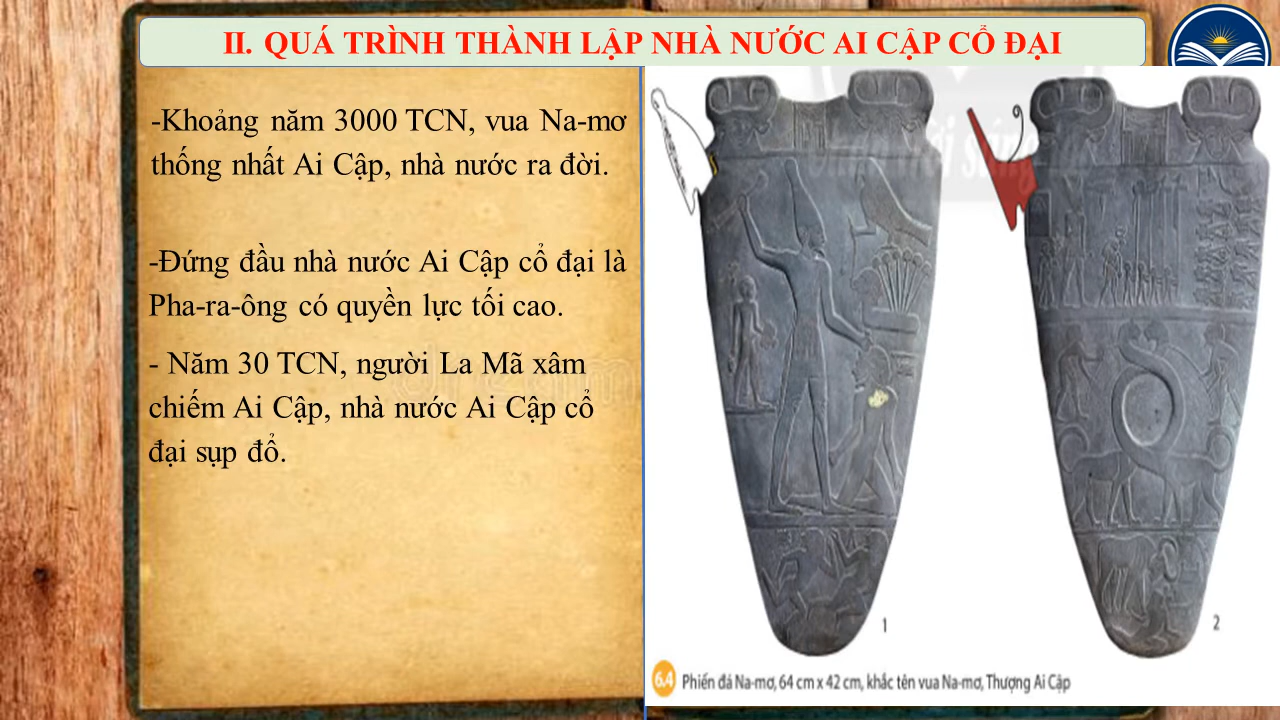 II. QUÁ TRÌNH THÀNH LẬP NHÀ NƯỚC AI CẬP CỔ ĐẠI
-Khoảng năm 3000 TCN, vua Na-mơ
thống nhất Ai Cập, nhà nước ra đời.
-Đứng đầu nhà nước Ai Cập cổ đại là
Pha-ra-ông có quyền lực tối cao.
- Năm 30 TCN, người La Mã xâm
chiếm Ai Cập, nhà nước Ai Cập cổ
đại sụp đổ.
1
2
6.4 Phiến đá Na-mơ, 64 cm x 42 cm, khắc tên vua Na-mơ, Thượng Ai Cập